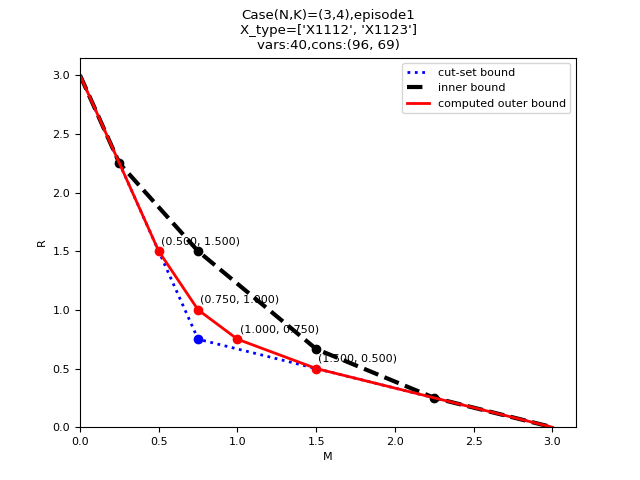 Case(N,K)=(3,4),episode1
X_type=['X1112', 'X1123']
vars:40,cons:(96, 69)
cut-set bound
inner bound
computed outer bound
3.0
2.5
2.0
1.5
1.0
0.5
0.0
R
(0.500, 1.500)
(0.750, 1.000)
(1.000, 0.750)
(1.500, 0.500)
0.0 0.5 1.0 1.5 2.0 2.5 3.0
M